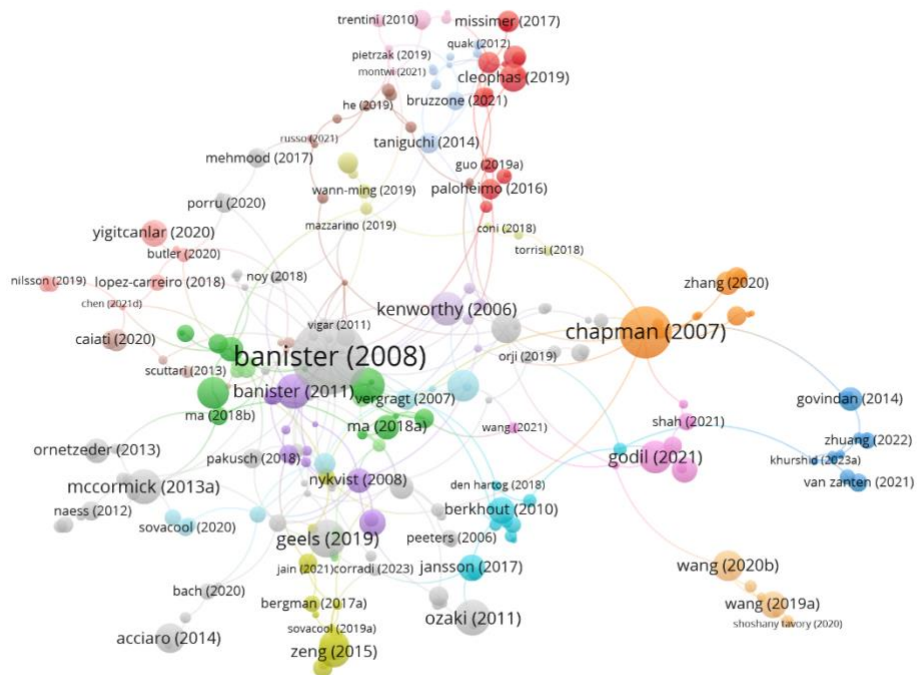 trentini (2010)
missimer (2017)
quak (2012)
pietrzak (2019)
montwi (2021)
cleophas (2019)
he (2019)
bruzzone (2021)
russo (2021)
taniguchi (2014)
mehmood (2017)
guo (2019a)
wann-ming (2019)
paloheimo (2016)
porru (2020)
mazzarino (2019)
coni (2018)
yigitcanlar (2020)
torrisi (2018)
butler (2020)
nilsson (2019)
lopez-carreiro (2018)
noy (2018)
zhang (2020)
chen (2021d)
kenworthy (2006)
vigar (2011)
chapman (2007)
caiati (2020)
banister (2008)
orji (2019)
scuttari (2013)
banister (2011)
vergragt (2007)
govindan (2014)
ma (2018b)
ma (2018a)
wang (2021)
shah (2021)
zhuang (2022)
ornetzeder (2013)
pakusch (2018)
godil (2021)
khurshid (2023a)
mccormick (2013a)
nykvist (2008)
den hartog (2018)
van zanten (2021)
naess (2012)
berkhout (2010)
sovacool (2020)
geels (2019)
peeters (2006)
jain (2021)
corradi (2023)
jansson (2017)
wang (2020b)
bach (2020)
bergman (2017a)
wang (2019a)
sovacool (2019a)
ozaki (2011)
shoshany tavory (2020)
acciaro (2014)
zeng (2015)